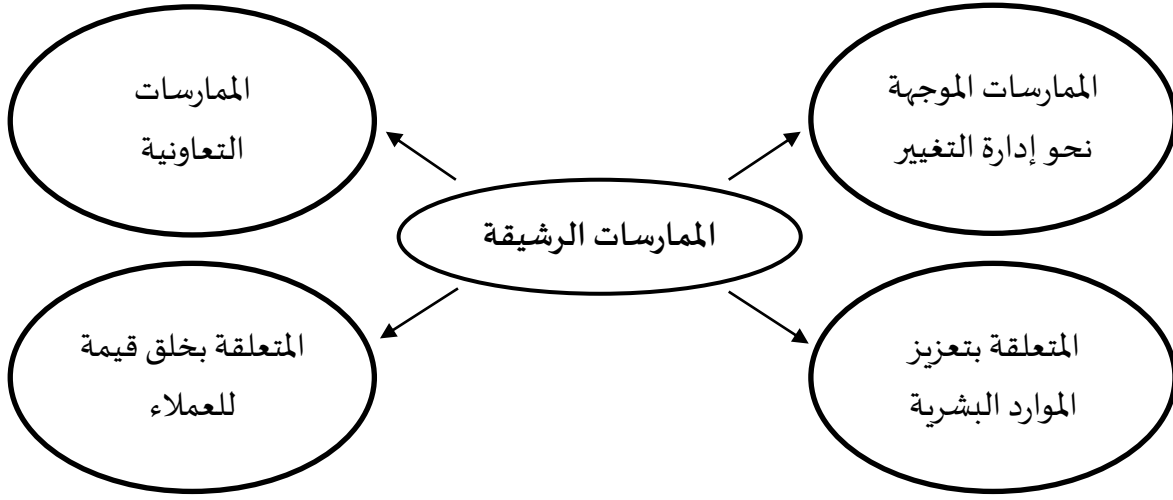 الممارسات الموجهة
نحو إدارة التغيير
الممارسات
التعاونية
الممارسات الرشيقة
المتعلقة بتعزيز
الموارد البشرية
المتعلقة بخلق قيمة
للعملاء